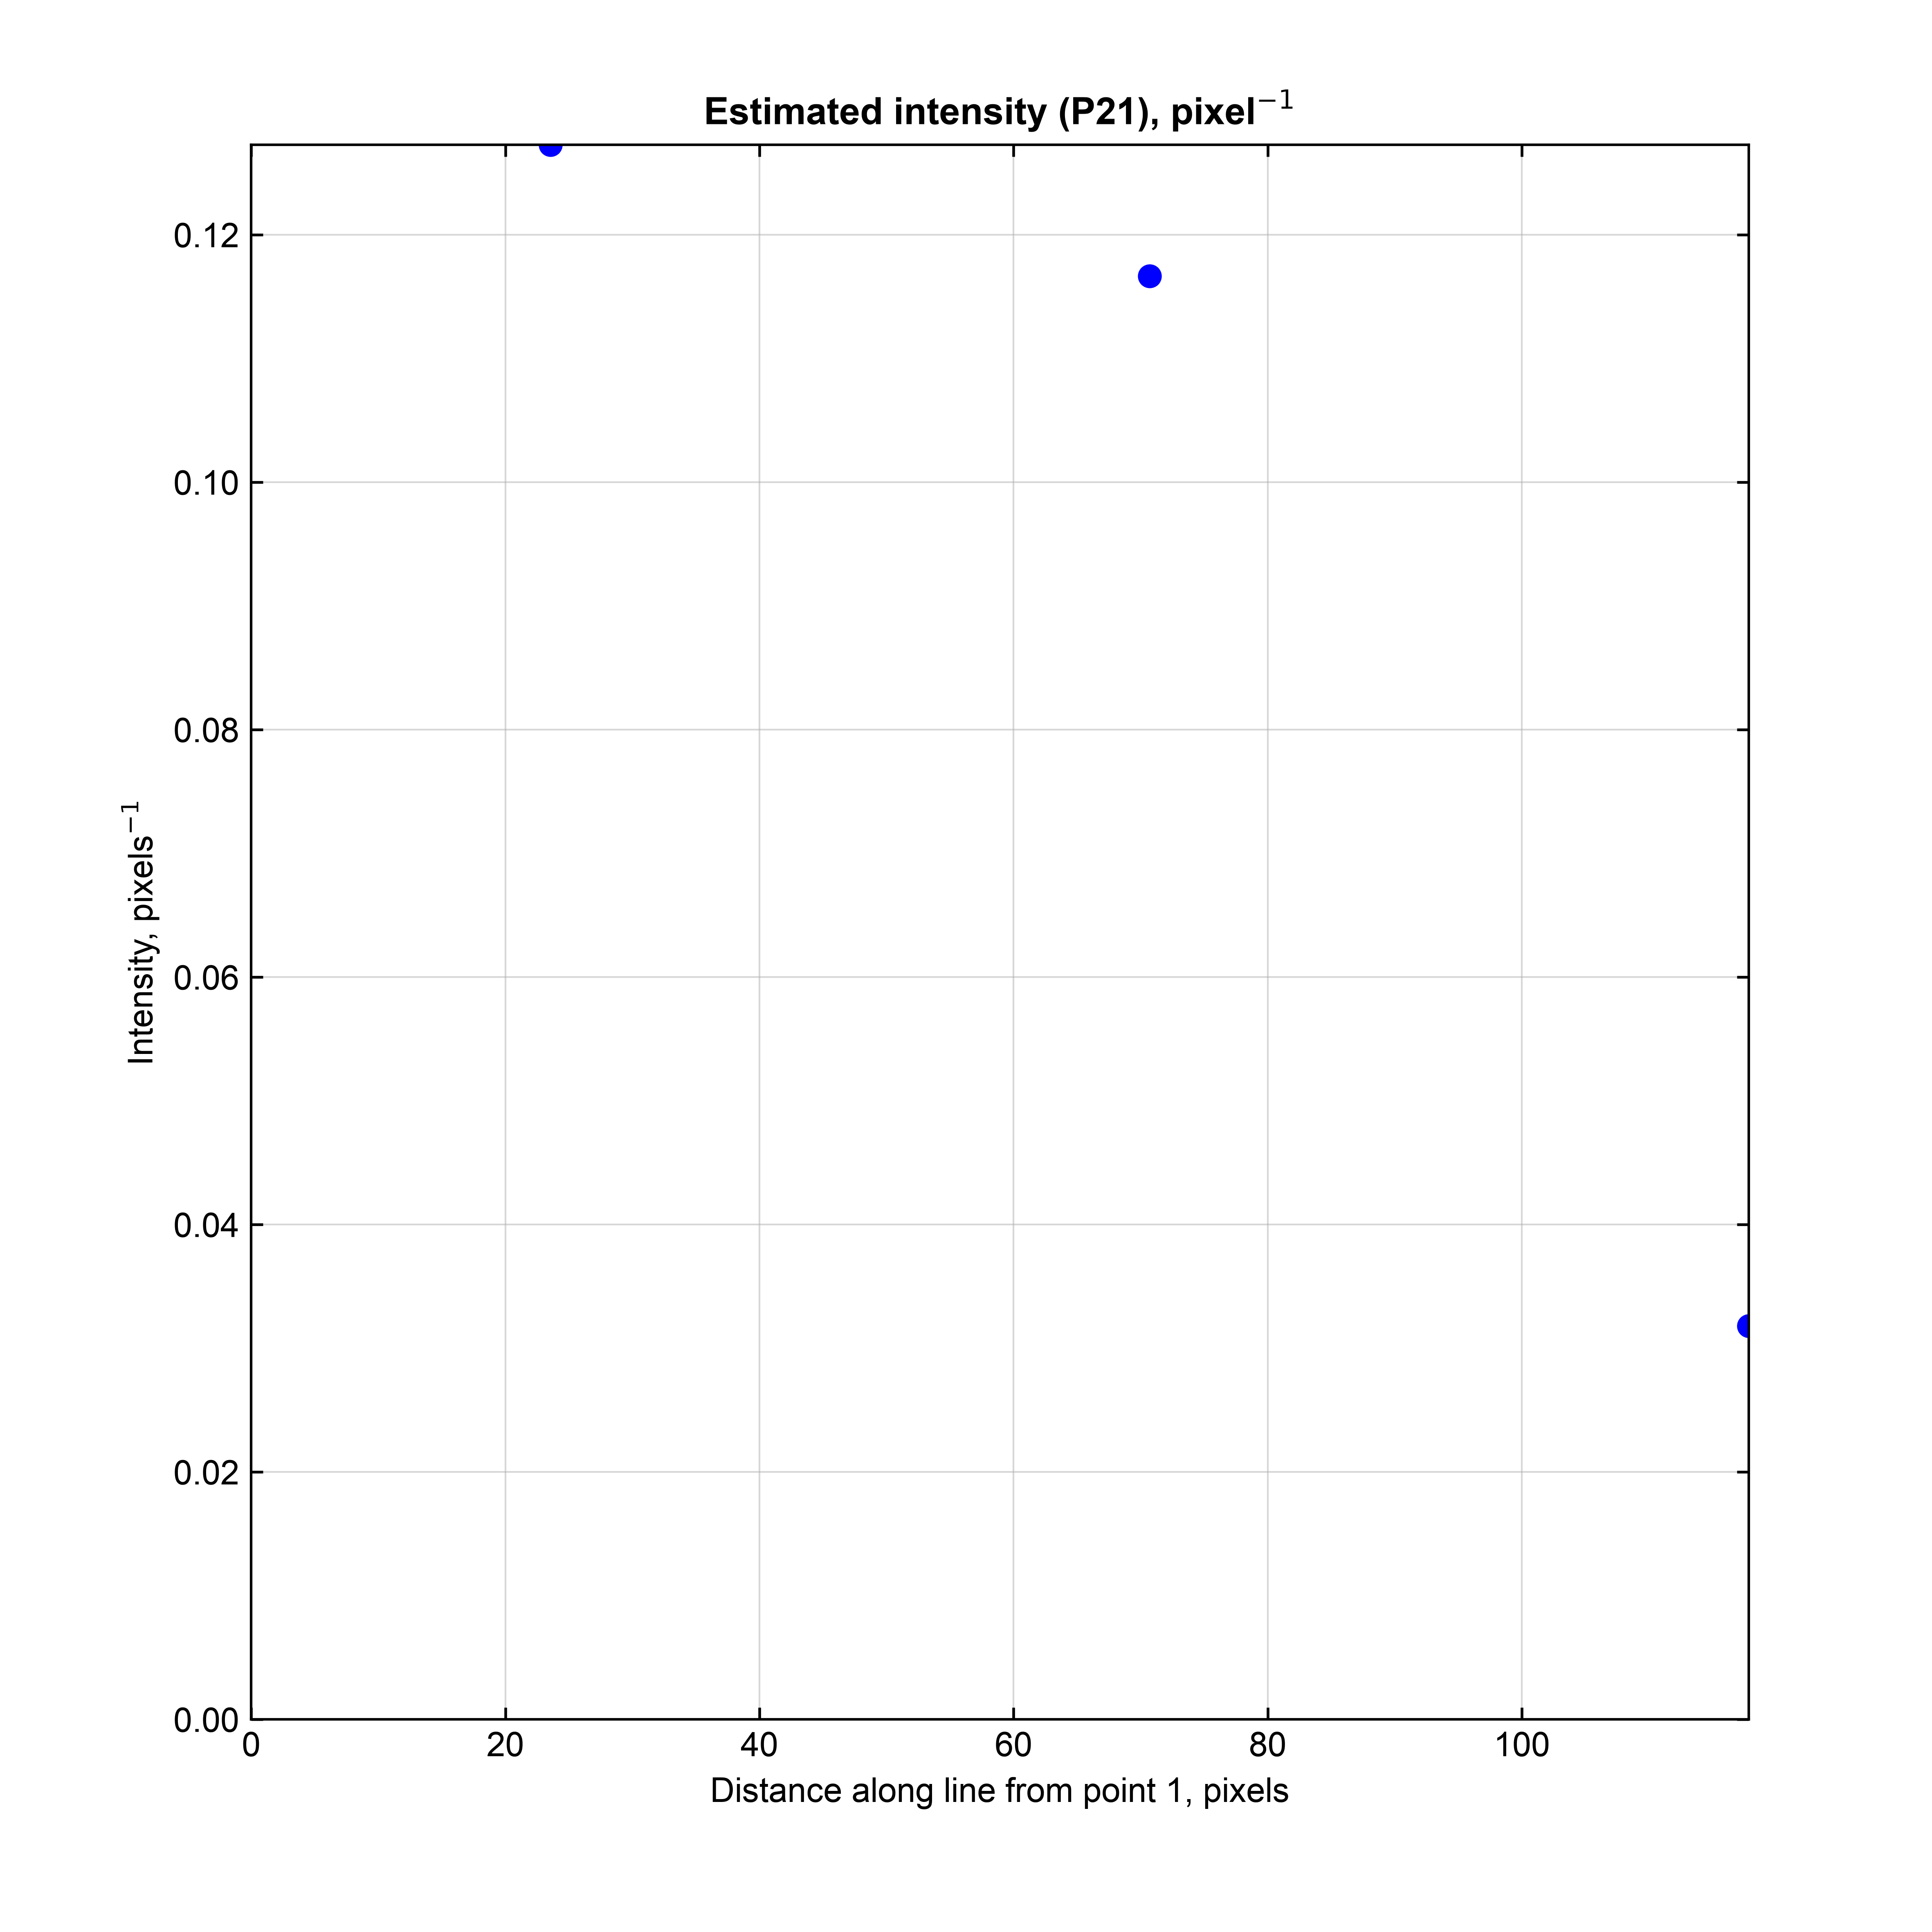 Estimated intensity (P21), pixel⁻¹
0.12
0.10
0.08
0.06
0.04
0.02
0.00
Intensity, pixels⁻¹
0 20 40 60 80 100
Distance along line from point 1, pixels